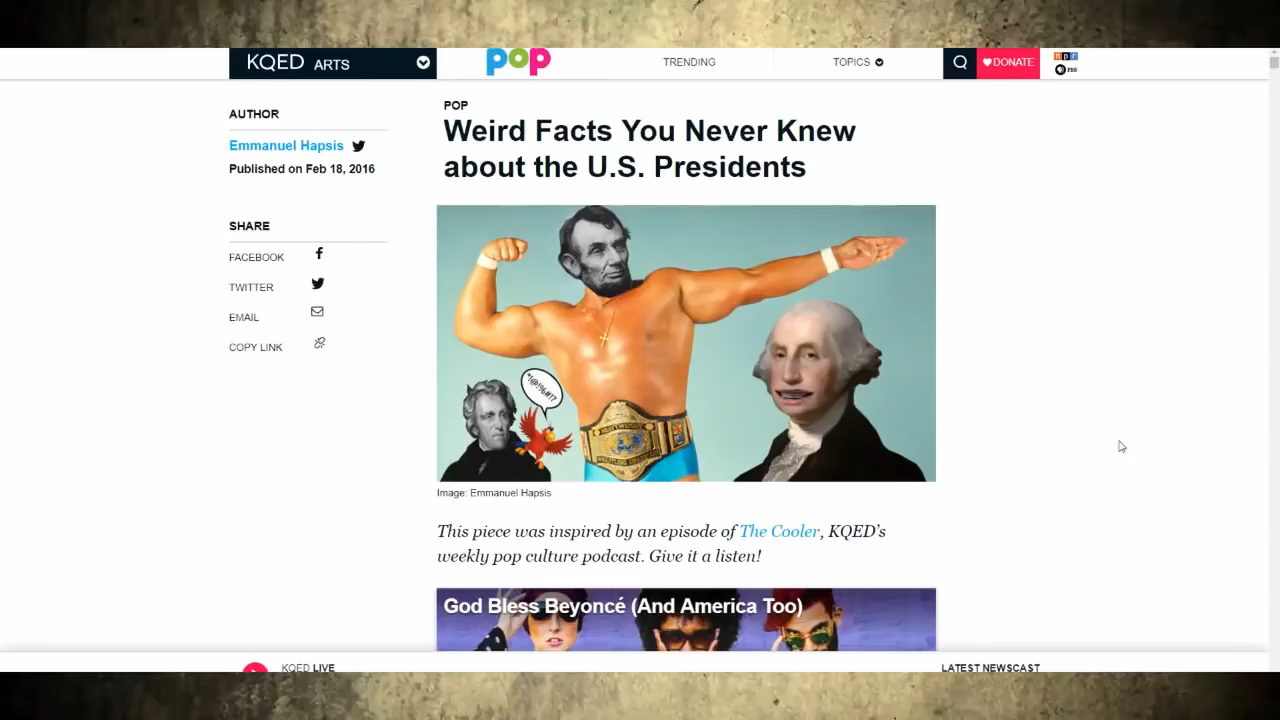 KQED ARTS
pop
TRENDING
TOPICS
DONATE
npr
PBS
AUTHOR
Emmanuel Hapsis
Published on Feb 18, 2016
SHARE
FACEBOOK
TWITTER
EMAIL
COPY LINK
POP
Weird Facts You Never Knew
about the U.S. Presidents
*!@!%#!?
HEAVYWEIGHT
Image: Emmanuel Hapsis
This piece was inspired by an episode of The Cooler, KQED's
weekly pop culture podcast. Give it a listen!
God Bless Beyoncé (And America Too)
KQED LIVE
LATEST NEWSCAST